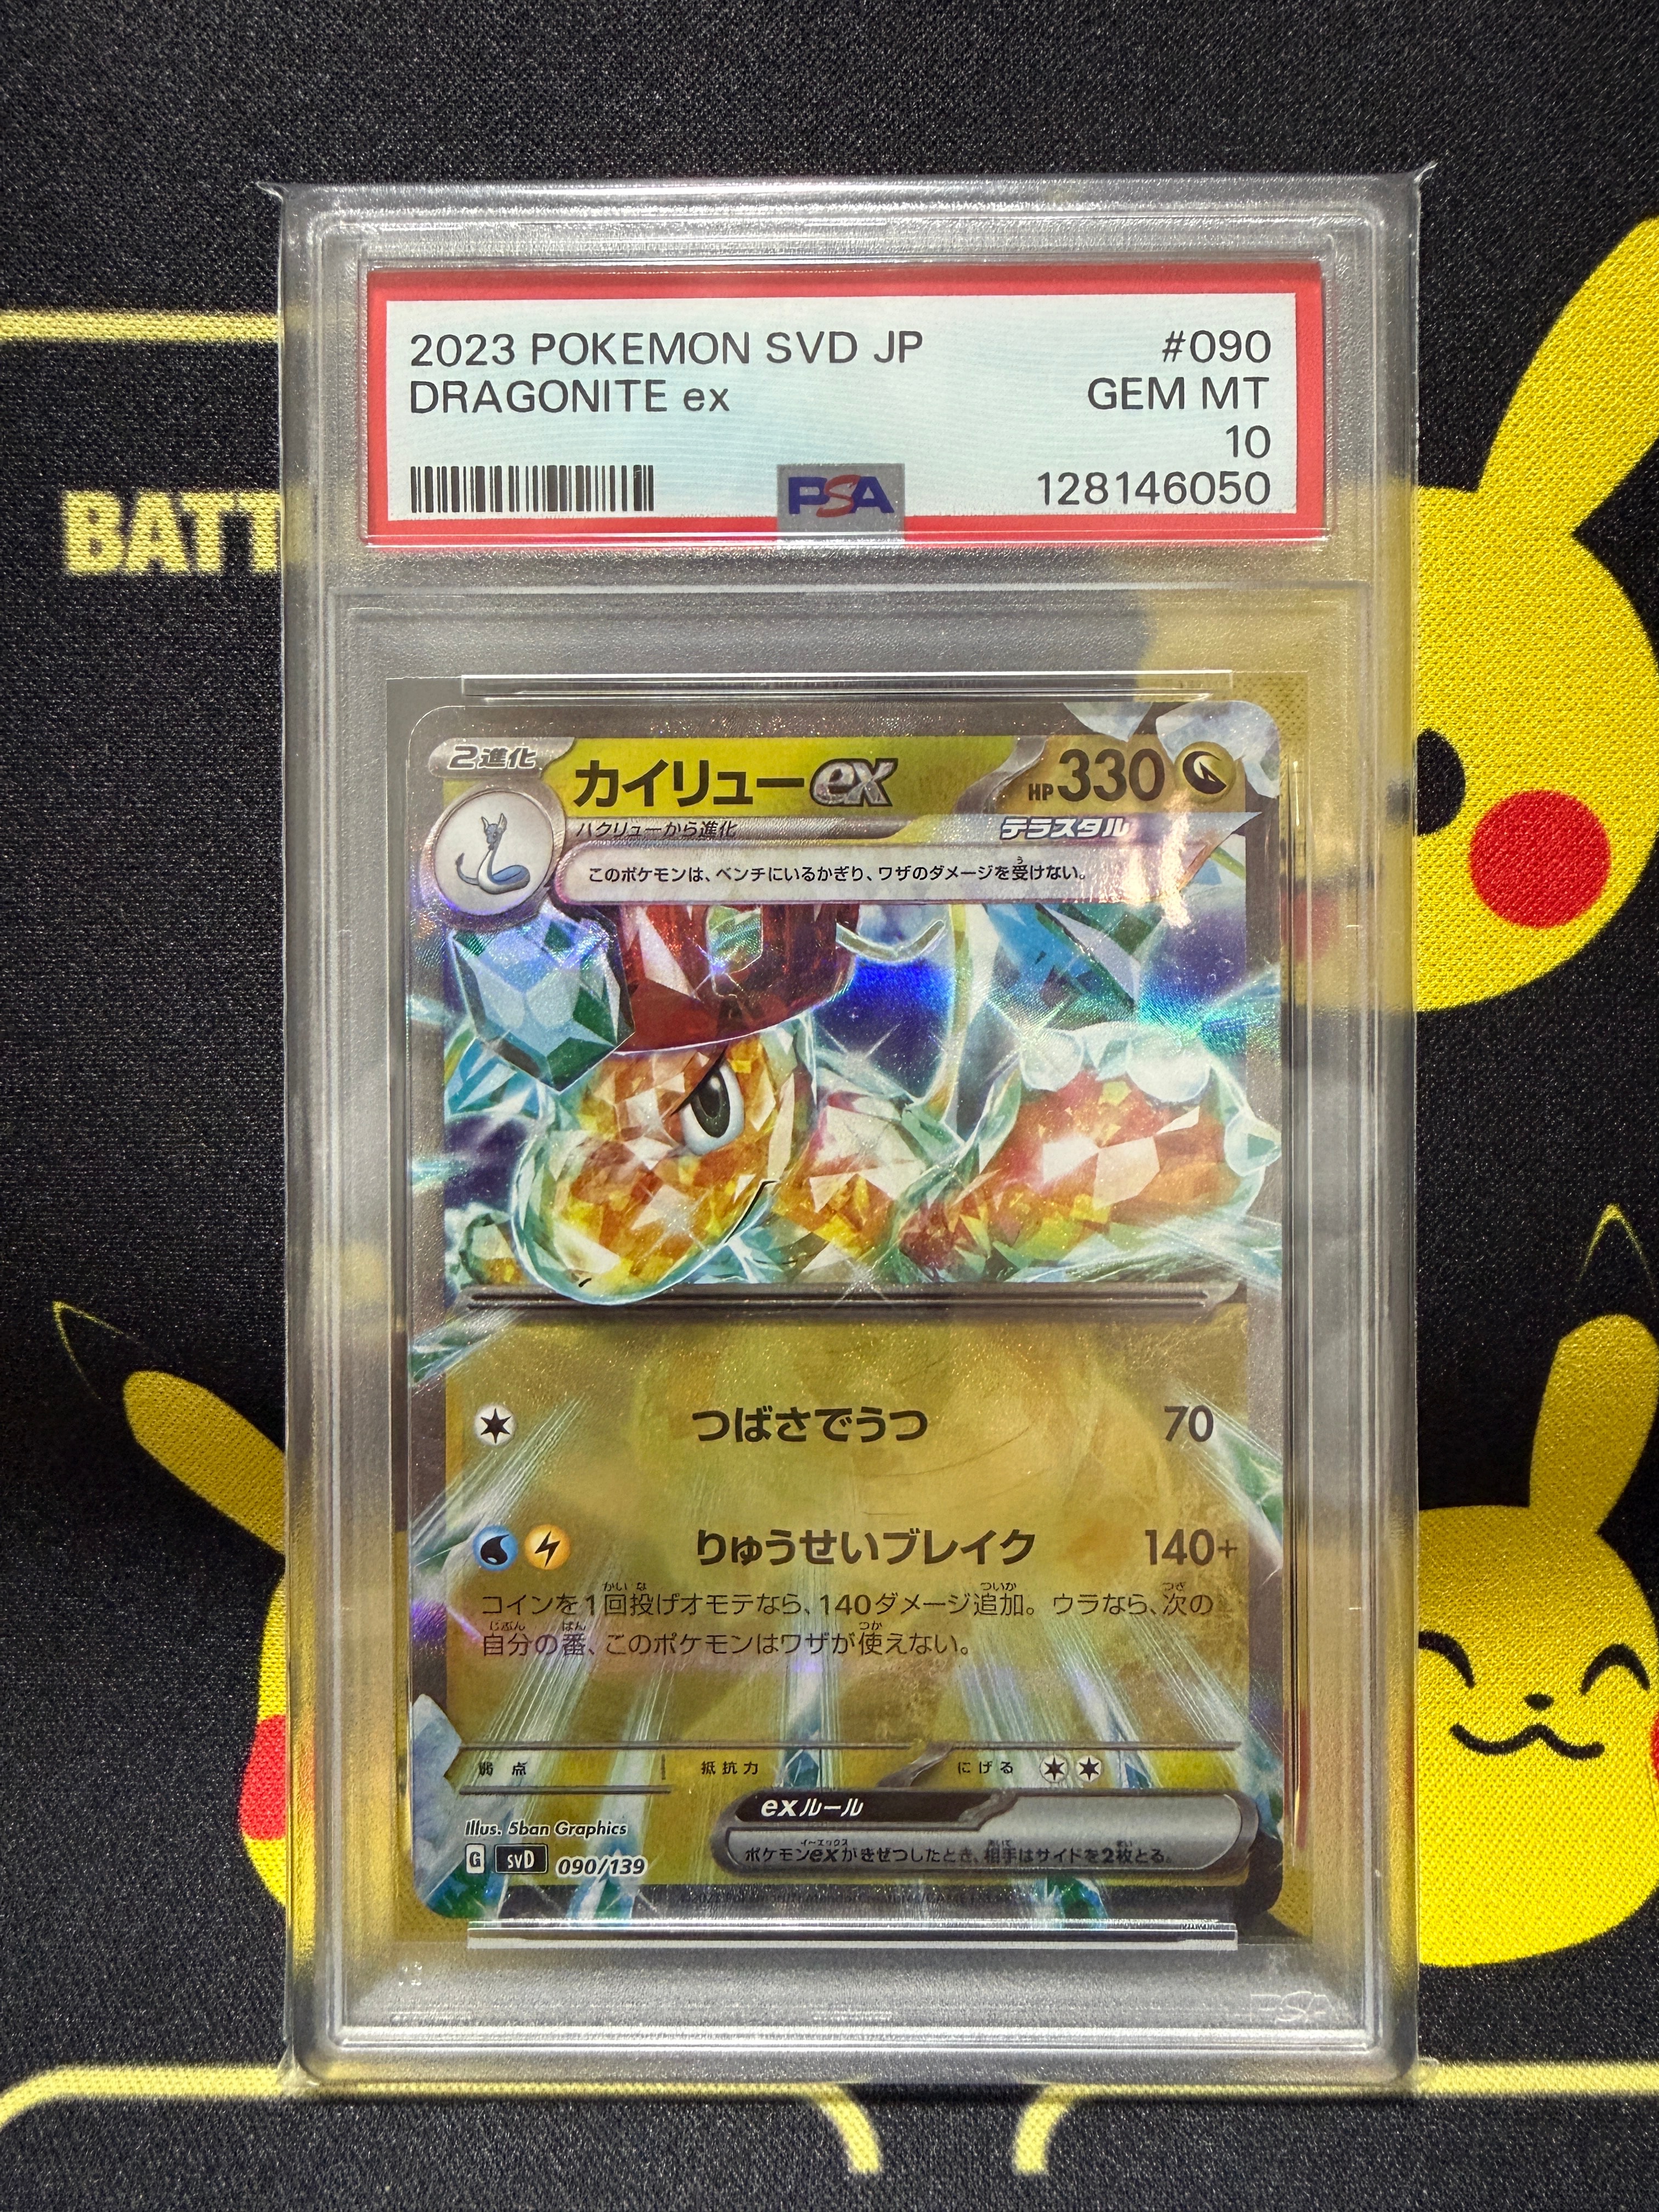 2023 POKEMON SVD JP #090
DRAGONITE ex GEM MT
10
PSA 128146050
BATT
2進化 カイリューex HP330
ハクリューから進化 テラスタル
このポケモンは、ベンチにいるかぎり、ワザのダメージを受けない。
つばさでうつ 70
りゅうせいブレイク 140+
コインを1回投げオモテなら、140ダメージ追加。ウラなら、次の
自分の番、このポケモンはワザが使えない。
弱点 抵抗力 にげる
exルール
ポケモンexがきぜつしたとき、相手はサイドを2枚とる。
Illus. 5ban Graphics
G svD 090/139